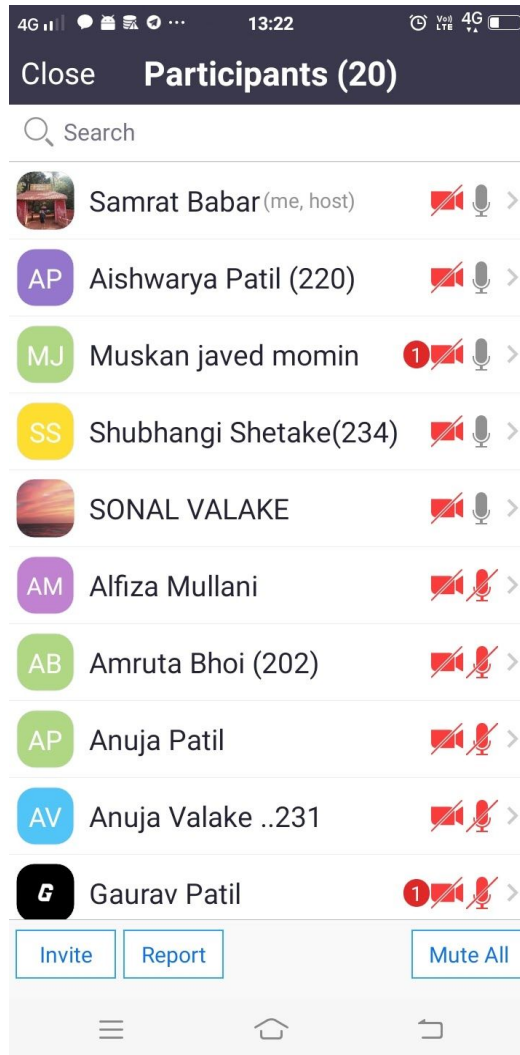 4G 13:22 Vo)) LTE 4G
Close Participants (20)
Search
Samrat Babar (me, host)
AP Aishwarya Patil (220)
MJ Muskan javed momin 1
SS Shubhangi Shetake(234)
SONAL VALAKE
AM Alfiza Mullani
AB Amruta Bhoi (202)
AP Anuja Patil
AV Anuja Valake ..231
G Gaurav Patil 1
Invite Report Mute All